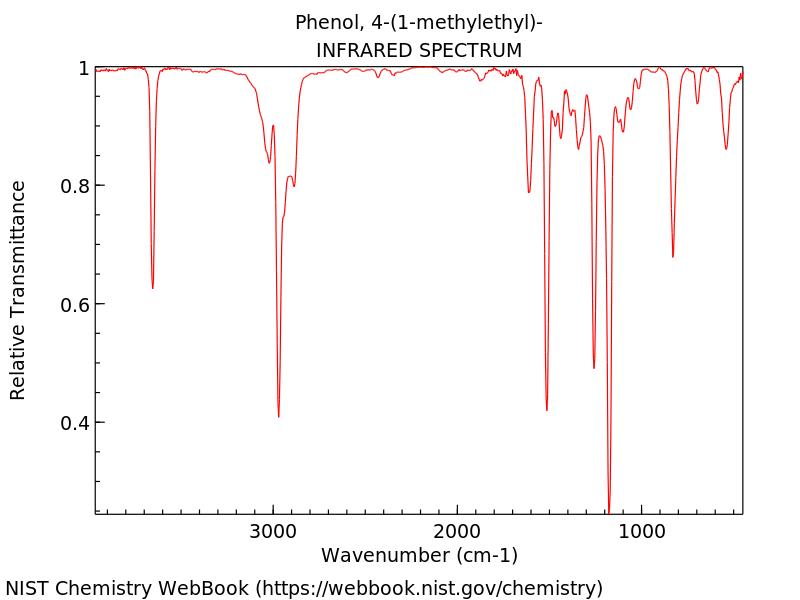 Phenol, 4-(1-methylethyl)-
INFRARED SPECTRUM
1
0.8
0.6
0.4
Relative Transmittance
3000 2000 1000
Wavenumber (cm-1)
NIST Chemistry WebBook (https://webbook.nist.gov/chemistry)